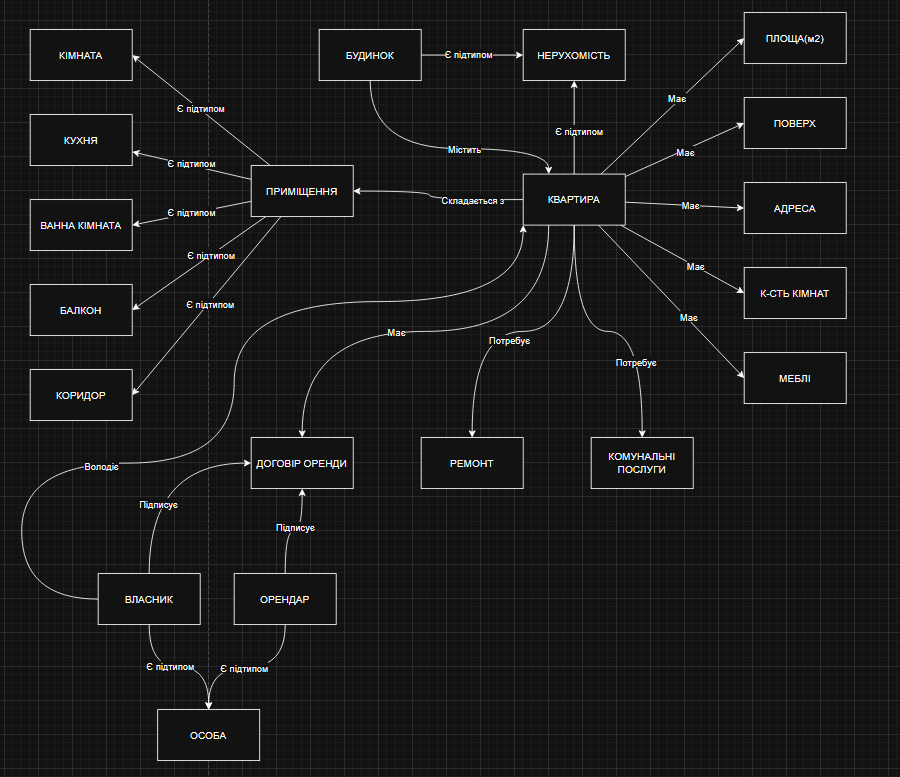 ПЛОЩА(м2)
КІМНАТА
БУДИНОК
Є підтипом
НЕРУХОМІСТЬ
Має
Є підтипом
ПОВЕРХ
Є підтипом
КУХНЯ
Містить
Має
Є підтипом
ПРИМІЩЕННЯ
Складається з
КВАРТИРА
Має
АДРЕСА
Є підтипом
ВАННА КІМНАТА
Є підтипом
Має
К-СТЬ КІМНАТ
Є підтипом
БАЛКОН
Має
Має
Потребує
Потребує
МЕБЛІ
КОРИДОР
Володіє
ДОГОВІР ОРЕНДИ
РЕМОНТ
КОМУНАЛЬНІ
ПОСЛУГИ
Підписує
Підписує
ВЛАСНИК
ОРЕНДАР
Є підтипом
Є підтипом
ОСОБА